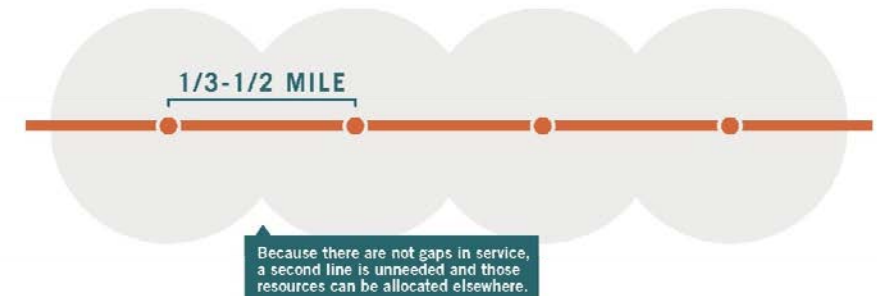 1/3-1/2 MILE
Because there are not gaps in service,
a second line is unneeded and those
resources can be allocated elsewhere.